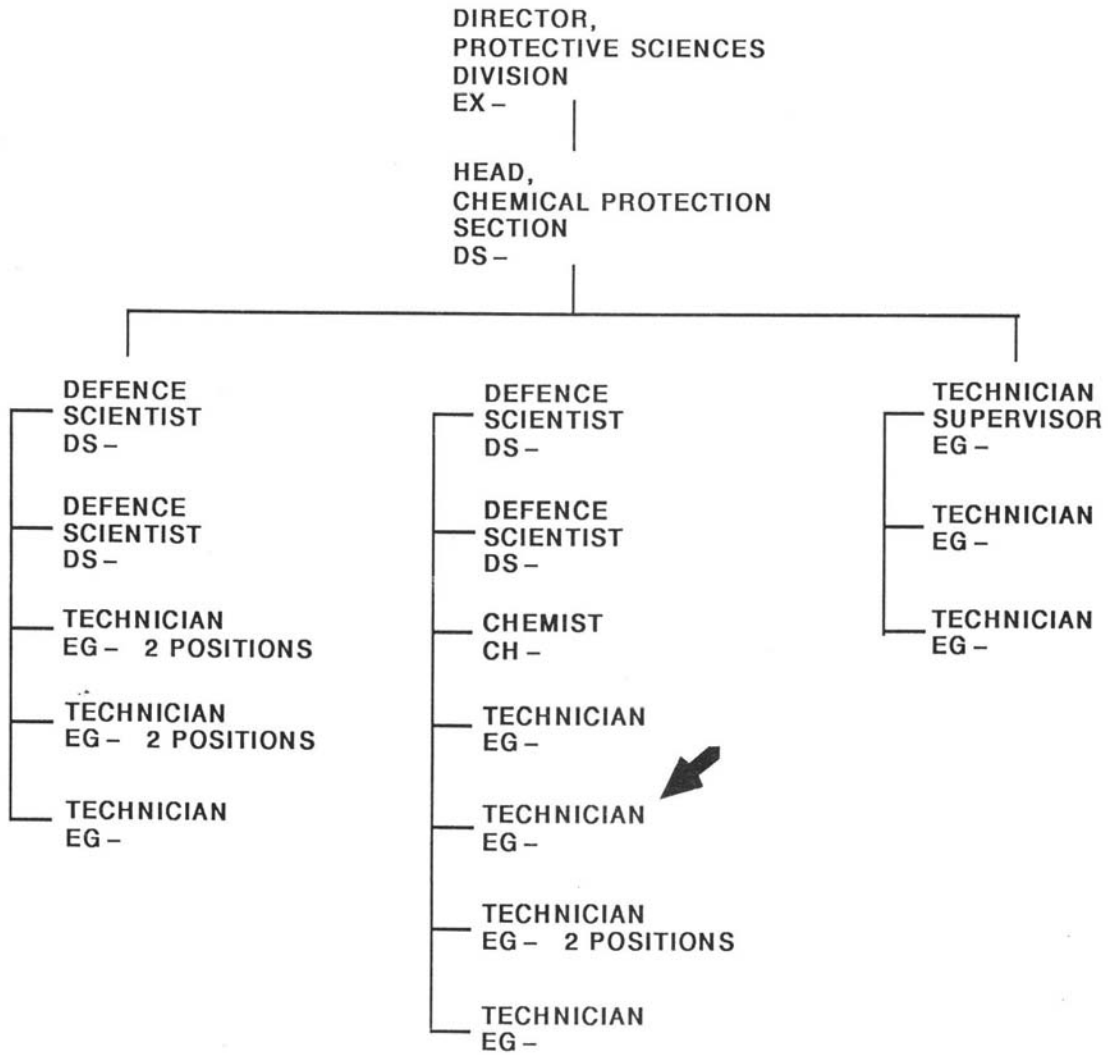 DIRECTOR,
PROTECTIVE SCIENCES
DIVISION
EX –
HEAD,
CHEMICAL PROTECTION
SECTION
DS –
DEFENCE
SCIENTIST
DS –
DEFENCE
SCIENTIST
DS –
TECHNICIAN
EG – 2 POSITIONS
TECHNICIAN
EG – 2 POSITIONS
TECHNICIAN
EG –
DEFENCE
SCIENTIST
DS –
DEFENCE
SCIENTIST
DS –
CHEMIST
CH –
TECHNICIAN
EG –
TECHNICIAN
EG –
TECHNICIAN
EG – 2 POSITIONS
TECHNICIAN
EG –
TECHNICIAN
SUPERVISOR
EG –
TECHNICIAN
EG –
TECHNICIAN
EG –